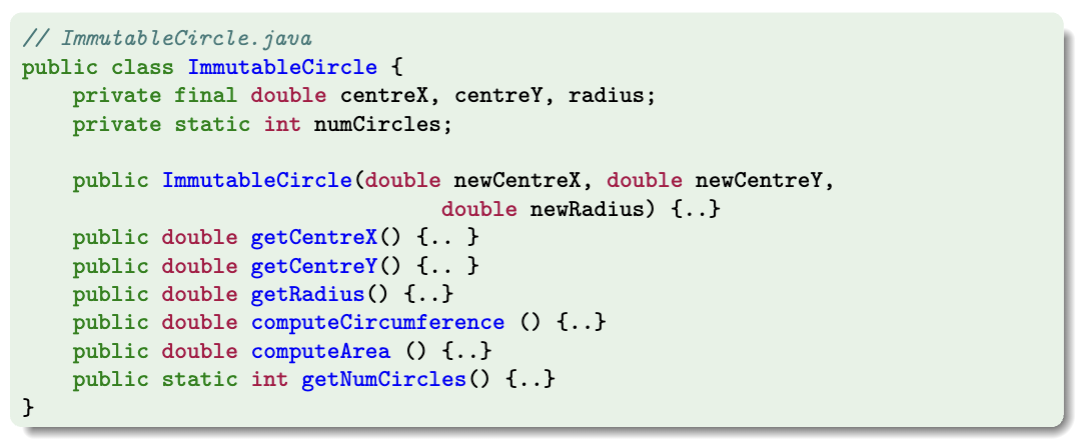 // ImmutableCircle.java
public class ImmutableCircle {
    private final double centreX, centreY, radius;
    private static int numCircles;

    public ImmutableCircle(double newCentreX, double newCentreY,
                                 double newRadius) {..}
    public double getCentreX() {.. }
    public double getCentreY() {.. }
    public double getRadius() {..}
    public double computeCircumference () {..}
    public double computeArea () {..}
    public static int getNumCircles() {..}
}